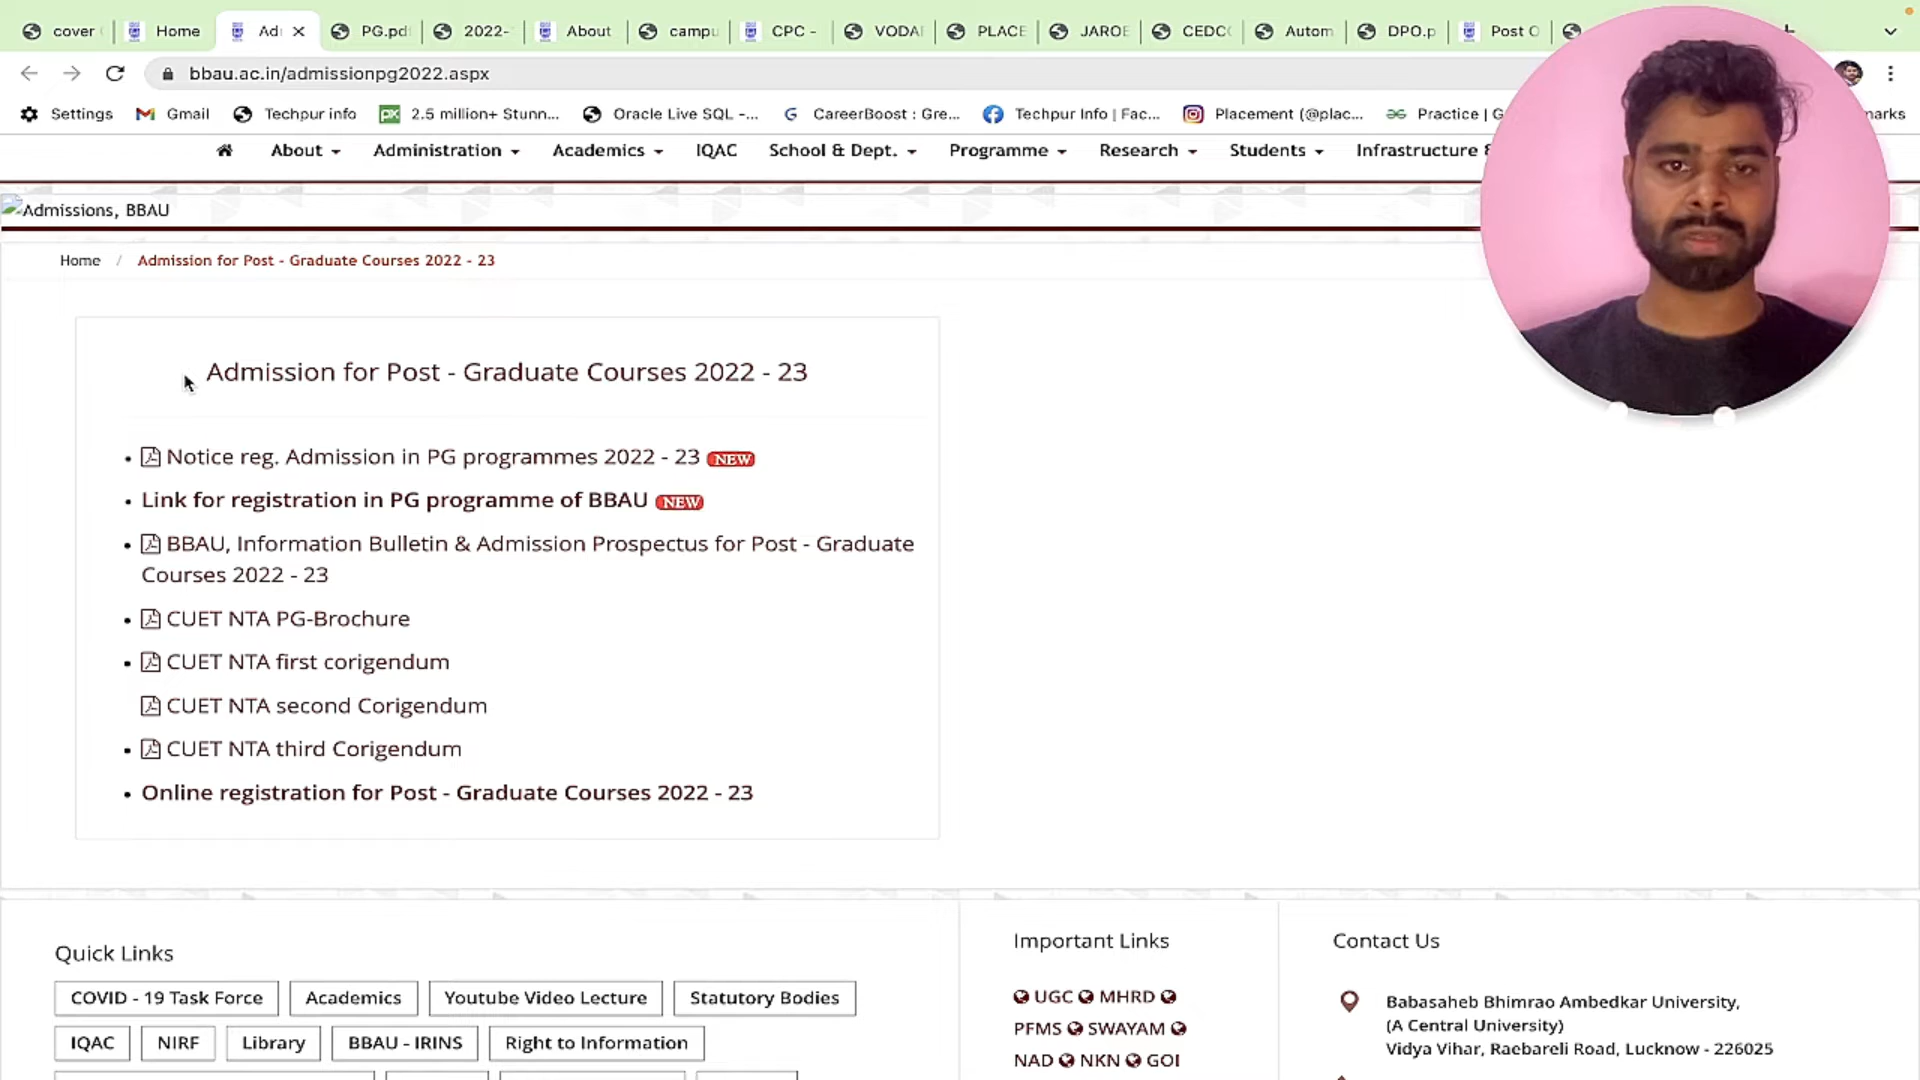 cover
Home
Ad
PG.pd
2022-
About
camp
CPC -
VODA
PLACE
JAROE
CEDC
Autom
DPO.p
Post O
bbau.ac.in/admissionpg2022.aspx
Settings
Gmail
Techpur info
2.5 million+ Stunn...
Oracle Live SQL -...
CareerBoost : Gre...
Techpur Info | Fac...
Placement (@plac...
Practice | G
marks
About
Administration
Academics
IQAC
School & Dept.
Programme
Research
Students
Infrastructure &
Admissions, BBAU
Home / Admission for Post - Graduate Courses 2022 - 23
Admission for Post - Graduate Courses 2022 - 23
Notice reg. Admission in PG programmes 2022 - 23 NEW
Link for registration in PG programme of BBAU NEW
BBAU, Information Bulletin & Admission Prospectus for Post - Graduate
Courses 2022 - 23
CUET NTA PG-Brochure
CUET NTA first corigendum
CUET NTA second Corigendum
CUET NTA third Corigendum
Online registration for Post - Graduate Courses 2022 - 23
Quick Links
COVID - 19 Task Force
Academics
Youtube Video Lecture
Statutory Bodies
IQAC
NIRF
Library
BBAU - IRINS
Right to Information
Important Links
UGC MHRD
PFMS SWAYAM
NAD NKN GOI
Contact Us
Babasaheb Bhimrao Ambedkar University,
(A Central University)
Vidya Vihar, Raebareli Road, Lucknow - 226025